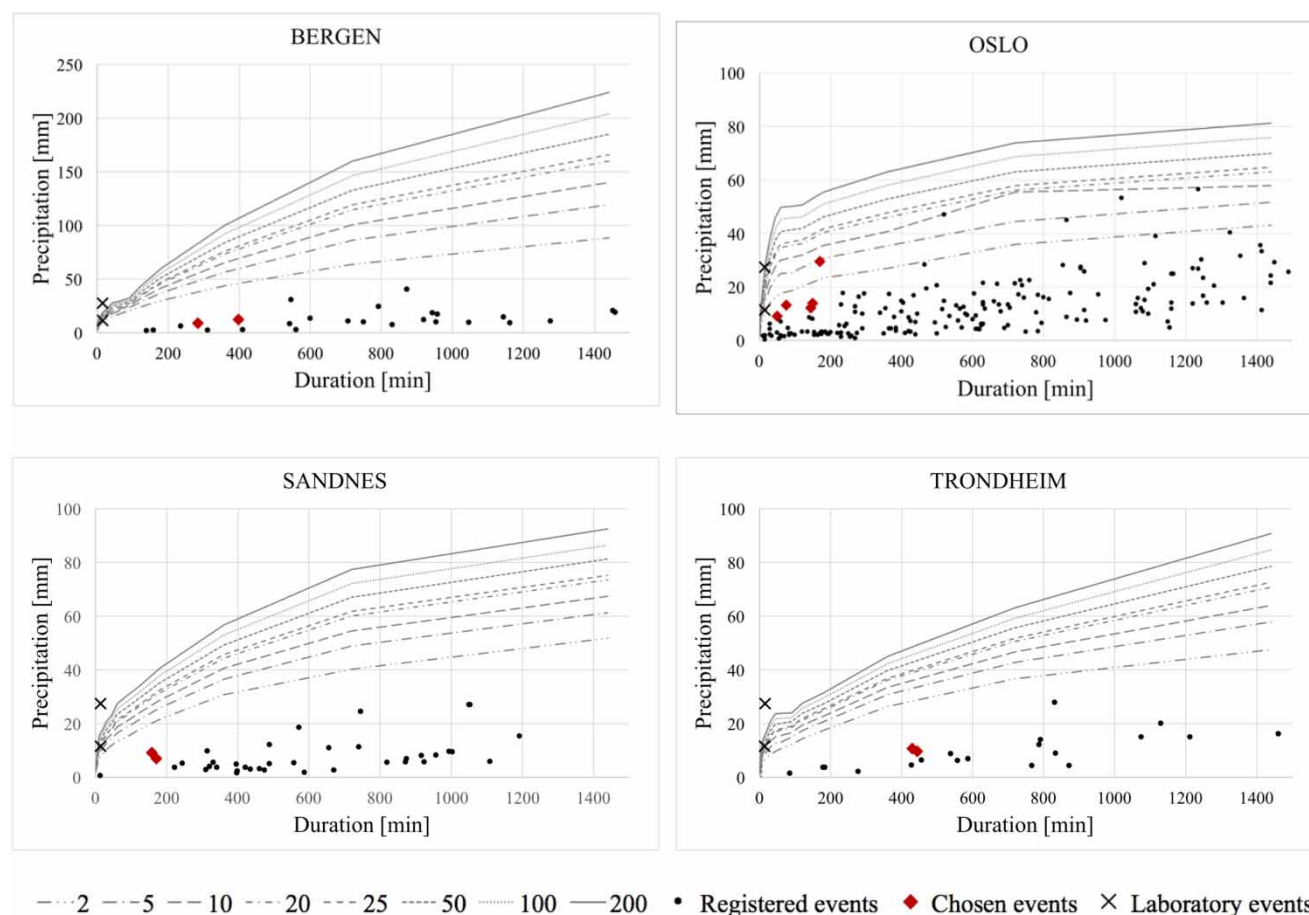 BERGEN
250
200
150
100
50
0
Precipitation [mm]
0 200 400 600 800 1000 1200 1400
Duration [min]
OSLO
100
80
60
40
20
0
Precipitation [mm]
0 200 400 600 800 1000 1200 1400
Duration [min]
SANDNES
100
80
60
40
20
0
Precipitation [mm]
0 200 400 600 800 1000 1200 1400
Duration [min]
TRONDHEIM
100
80
60
40
20
0
Precipitation [mm]
0 200 400 600 800 1000 1200 1400
Duration [min]
2 5 10 20 25 50 100 200 Registered events Chosen events Laboratory events